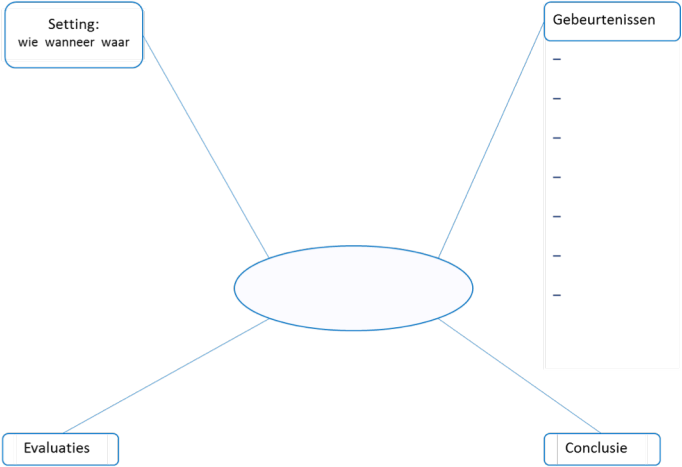 Setting:
wie wanneer waar
Gebeurtenissen
–
–
–
–
–
–
–
Evaluaties
Conclusie